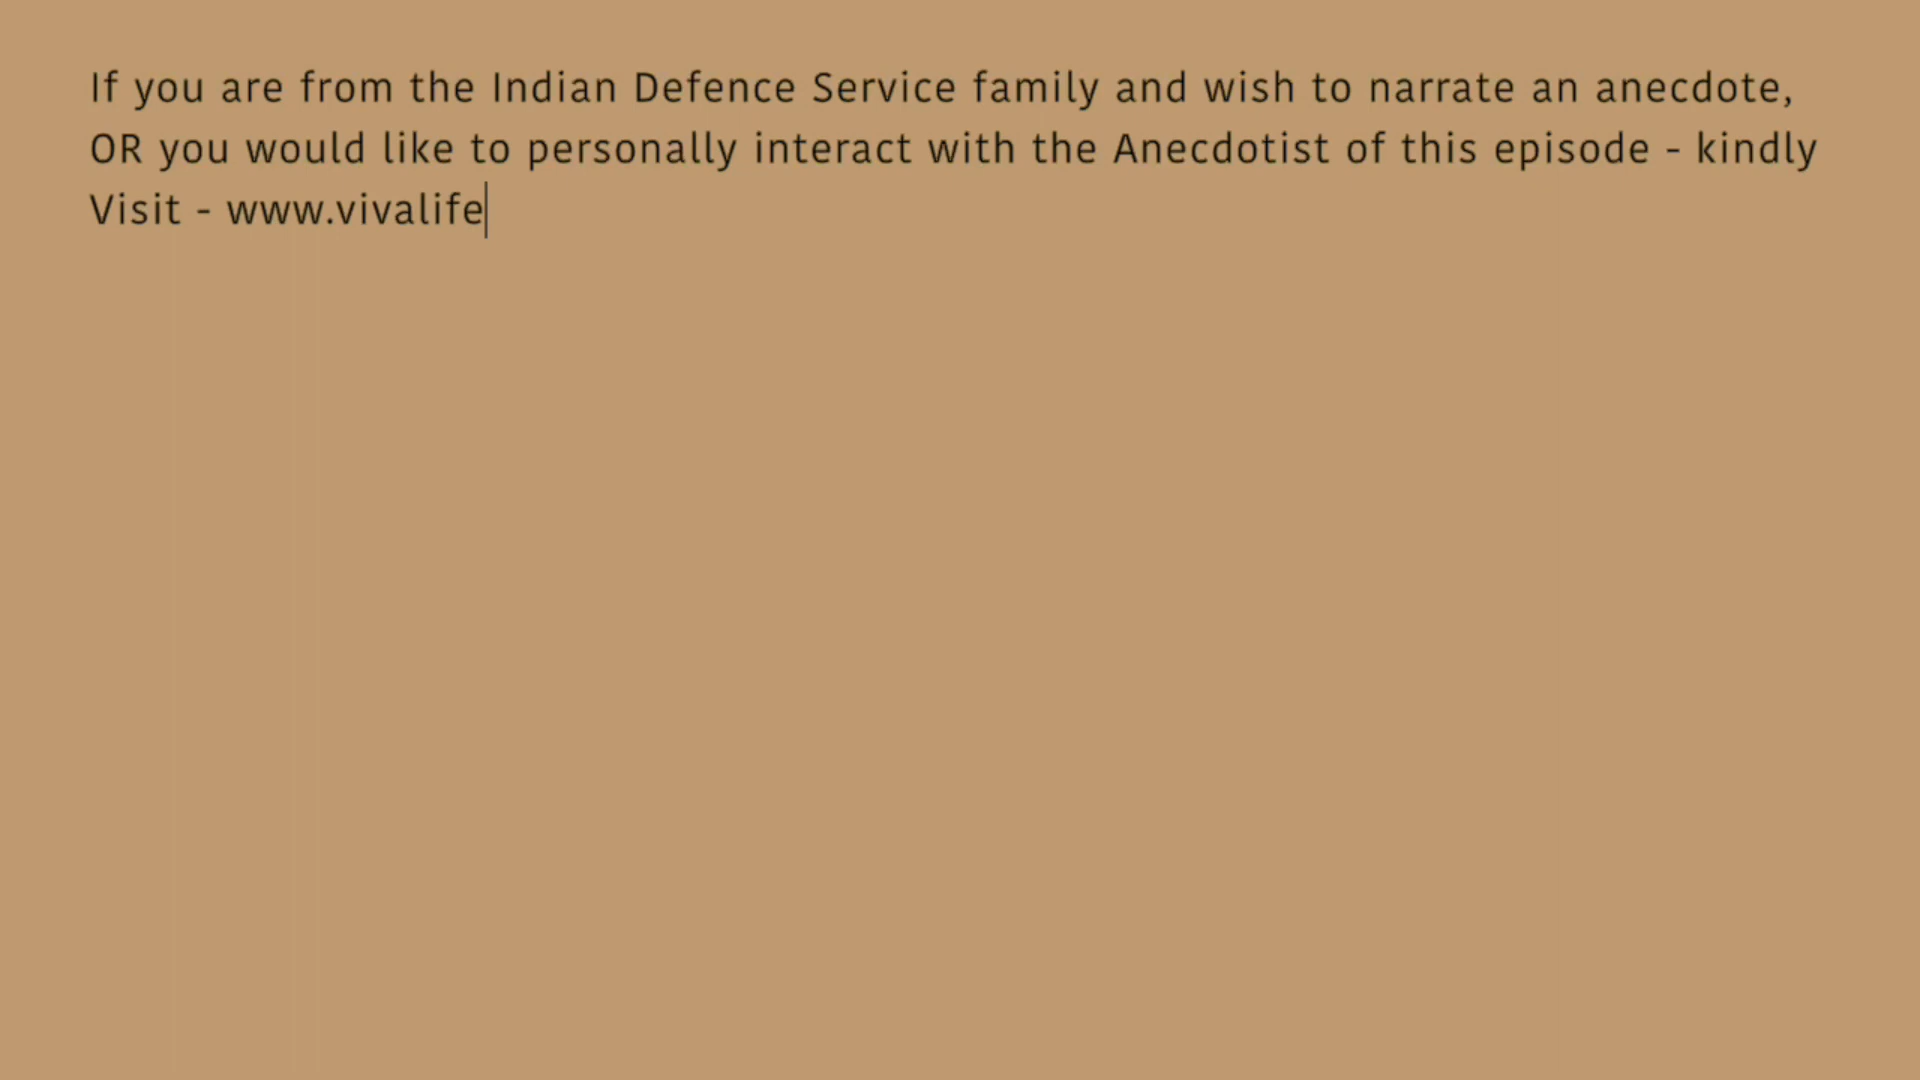 If you are from the Indian Defence Service family and wish to narrate an anecdote,
OR you would like to personally interact with the Anecdotist of this episode - kindly
Visit - www.vivalife